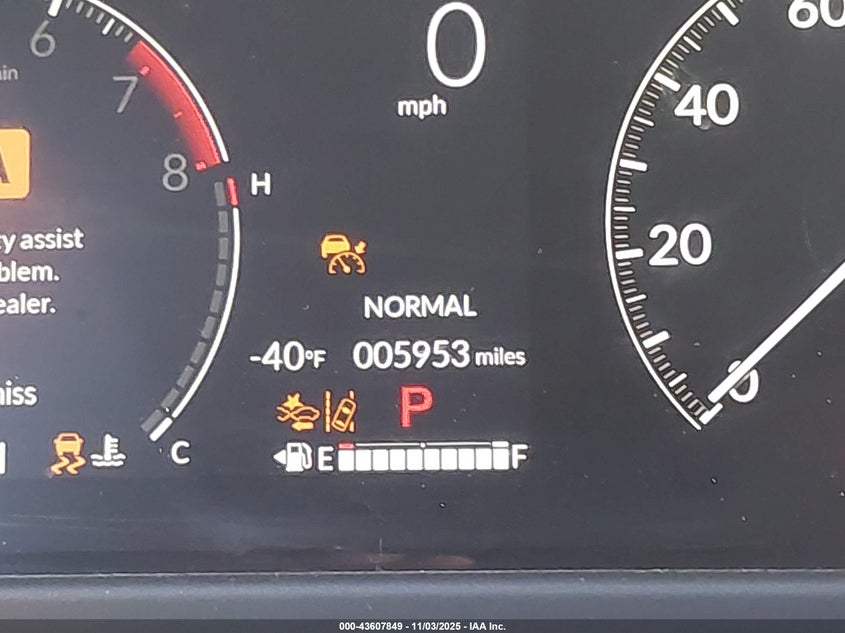 6
0
60
in
7
mph
40
A
8
H
y assist
20
blem.
ealer.
NORMAL
-40°F 005953 miles
0
iss
P
C
E
F
000-43607849 - 11/03/2025 - IAA Inc.